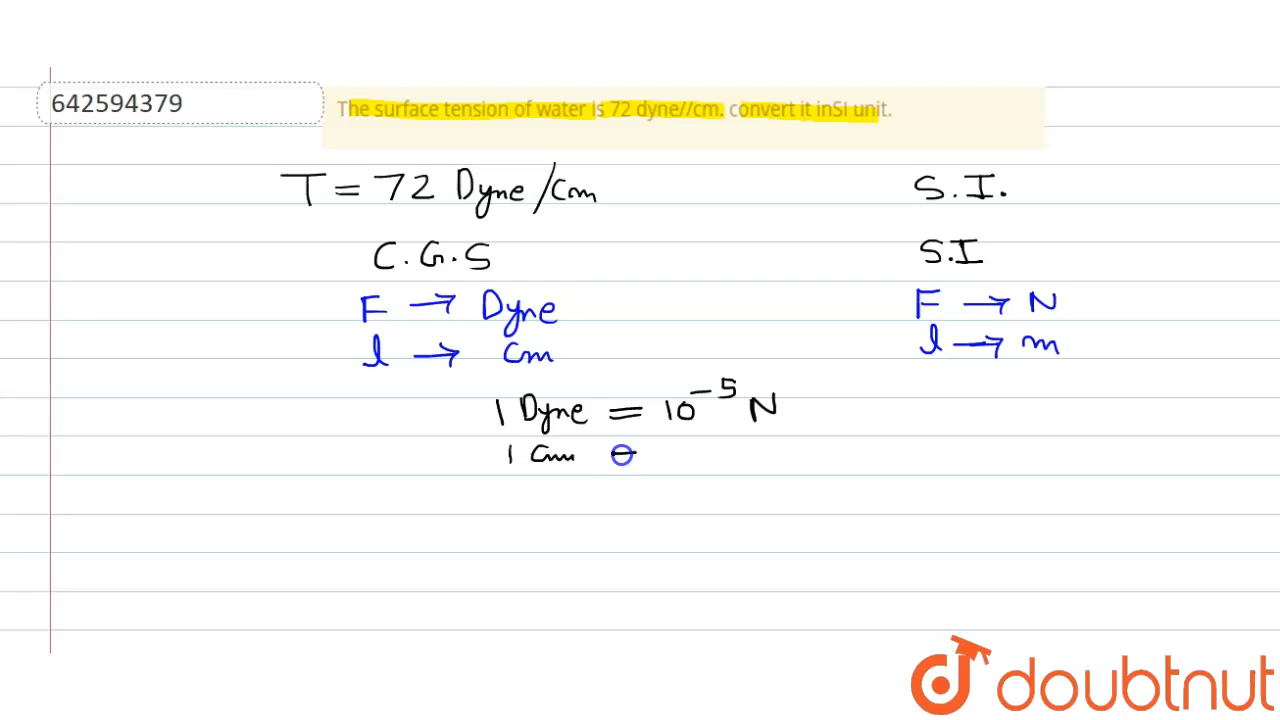 642594379
The surface tension of water is 72 dyne//cm. convert it inSI unit.
T = 72 Dyne/cm S.I.
C.G.S S.I
F → Dyne F → N
l → cm l → m
1 Dyne = 10⁻⁵ N
1 cm =
doubtnut